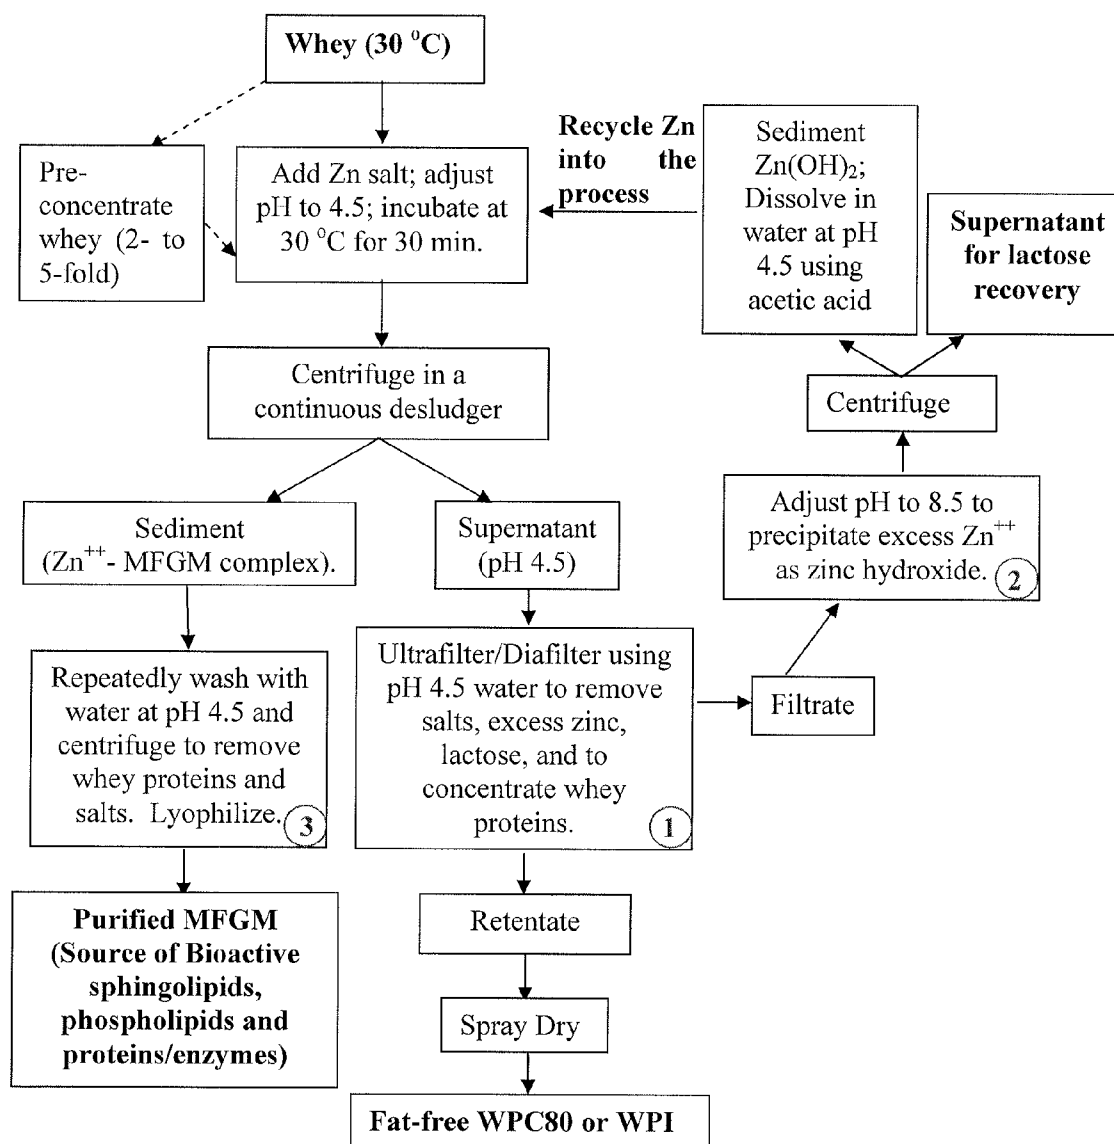 Whey (30 °C)
Pre-
concentrate
whey (2- to
5-fold)
Add Zn salt; adjust
pH to 4.5; incubate at
30 °C for 30 min.
Recycle Zn
into the
process
Sediment
Zn(OH)₂;
Dissolve in
water at pH
4.5 using
acetic acid
Supernatant
for lactose
recovery
Centrifuge in a
continuous desludger
Centrifuge
Sediment
(Zn⁺⁺- MFGM complex).
Supernatant
(pH 4.5)
Adjust pH to 8.5 to
precipitate excess Zn⁺⁺
as zinc hydroxide.
2
Repeatedly wash with
water at pH 4.5 and
centrifuge to remove
whey proteins and
salts. Lyophilize.
3
Ultrafilter/Diafilter using
pH 4.5 water to remove
salts, excess zinc,
lactose, and to
concentrate whey
proteins.
1
Filtrate
Purified MFGM
(Source of Bioactive
sphingolipids,
phospholipids and
proteins/enzymes)
Retentate
Spray Dry
Fat-free WPC80 or WPI